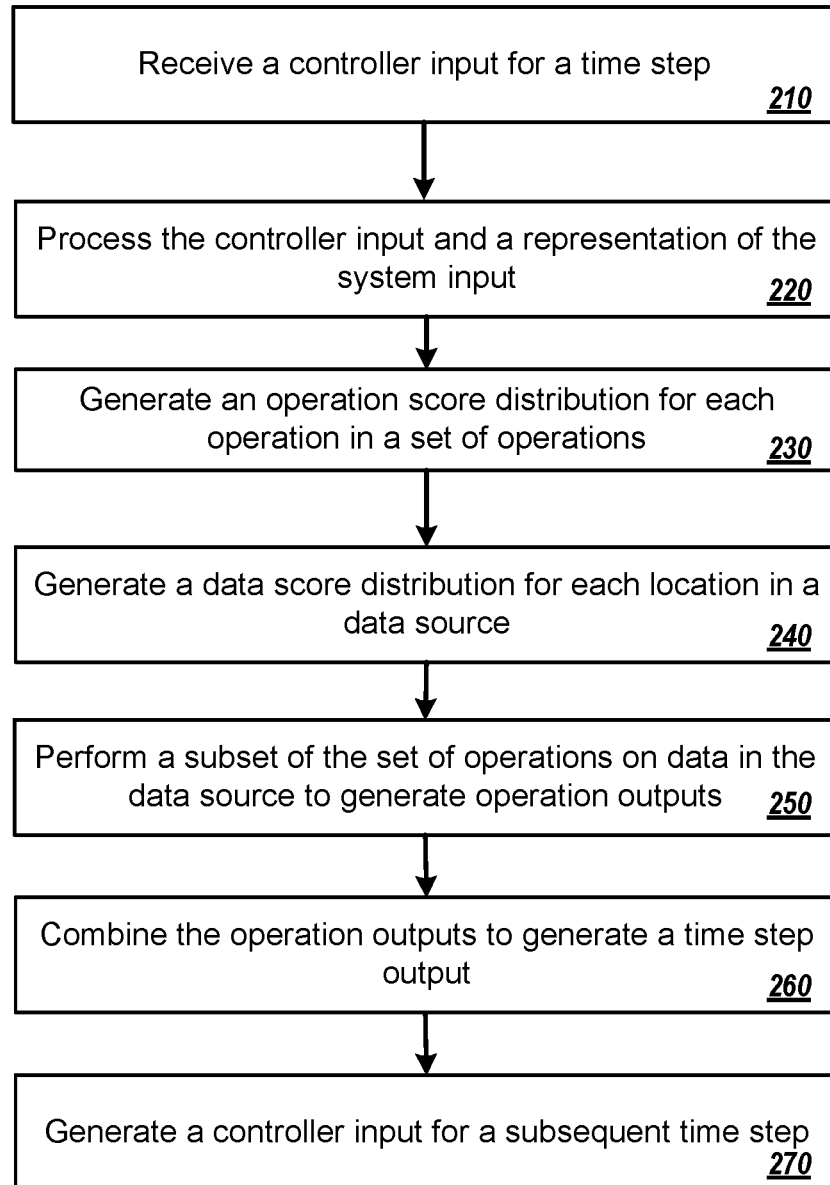 Receive a controller input for a time step
210
Process the controller input and a representation of the
system input
220
Generate an operation score distribution for each
operation in a set of operations
230
Generate a data score distribution for each location in a
data source
240
Perform a subset of the set of operations on data in the
data source to generate operation outputs
250
Combine the operation outputs to generate a time step
output
260
Generate a controller input for a subsequent time step
270